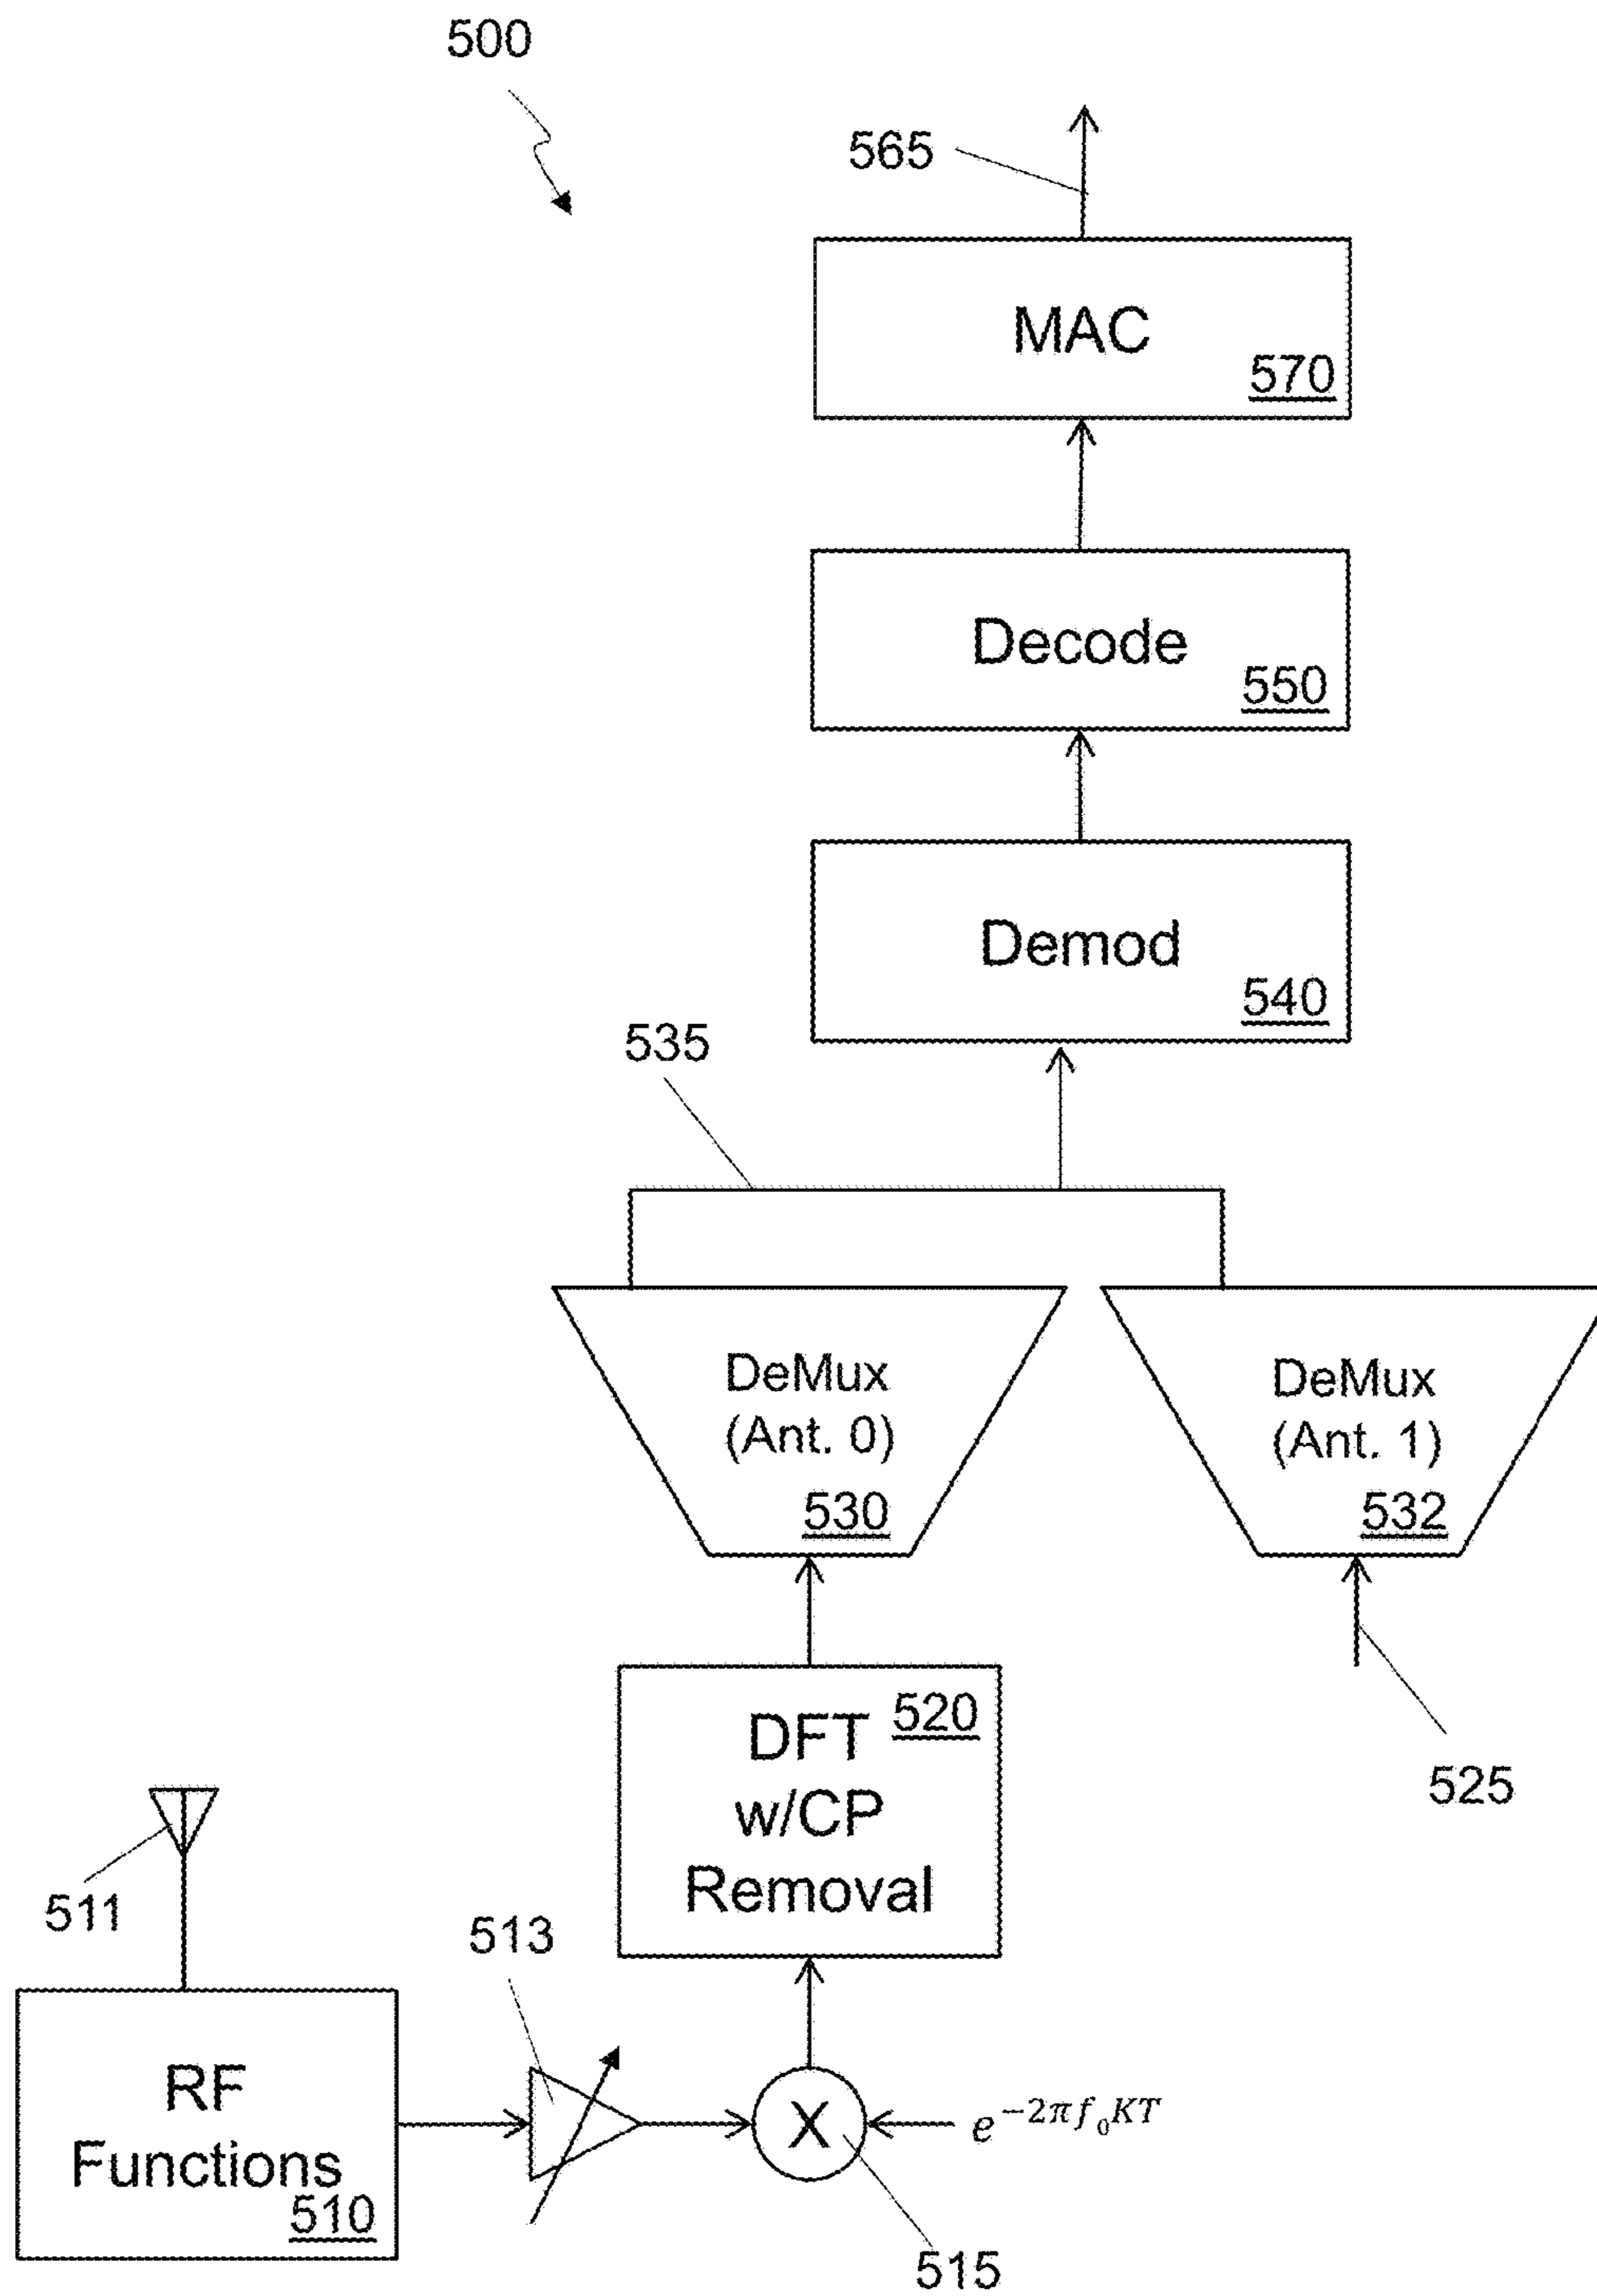 500
565
MAC
570
Decode
550
Demod
540
535
DeMux
(Ant. 0)
530
DeMux
(Ant. 1)
532
DFT
520
w/CP
Removal
525
511
513
RF
Functions
510
X
e^{-2πf_0KT}
515